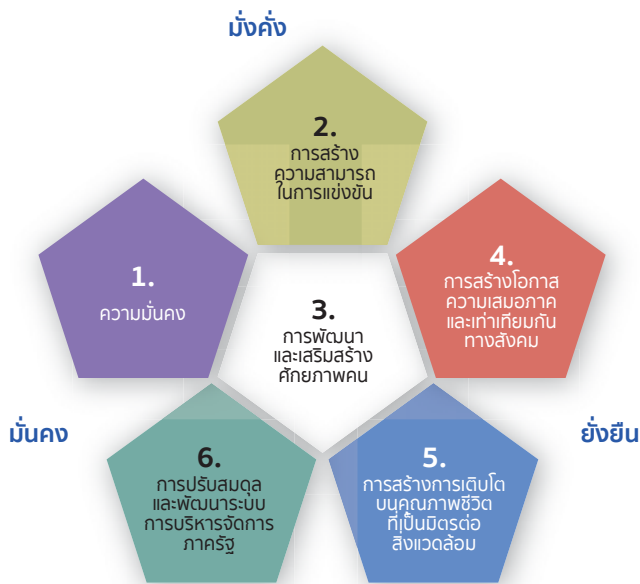 มั่งคั่ง
2.
การสร้าง
ความสามารถ
ในการแข่งขัน
1.
ความมั่นคง
4.
การสร้างโอกาส
ความเสมอภาค
และเท่าเทียมกัน
ทางสังคม
3.
การพัฒนา
และเสริมสร้าง
ศักยภาพคน
มั่นคง
ยั่งยืน
6.
การปรับสมดุล
และพัฒนาระบบ
การบริหารจัดการ
ภาครัฐ
5.
การสร้างการเติบโต
บนคุณภาพชีวิต
ที่เป็นมิตรต่อ
สิ่งแวดล้อม